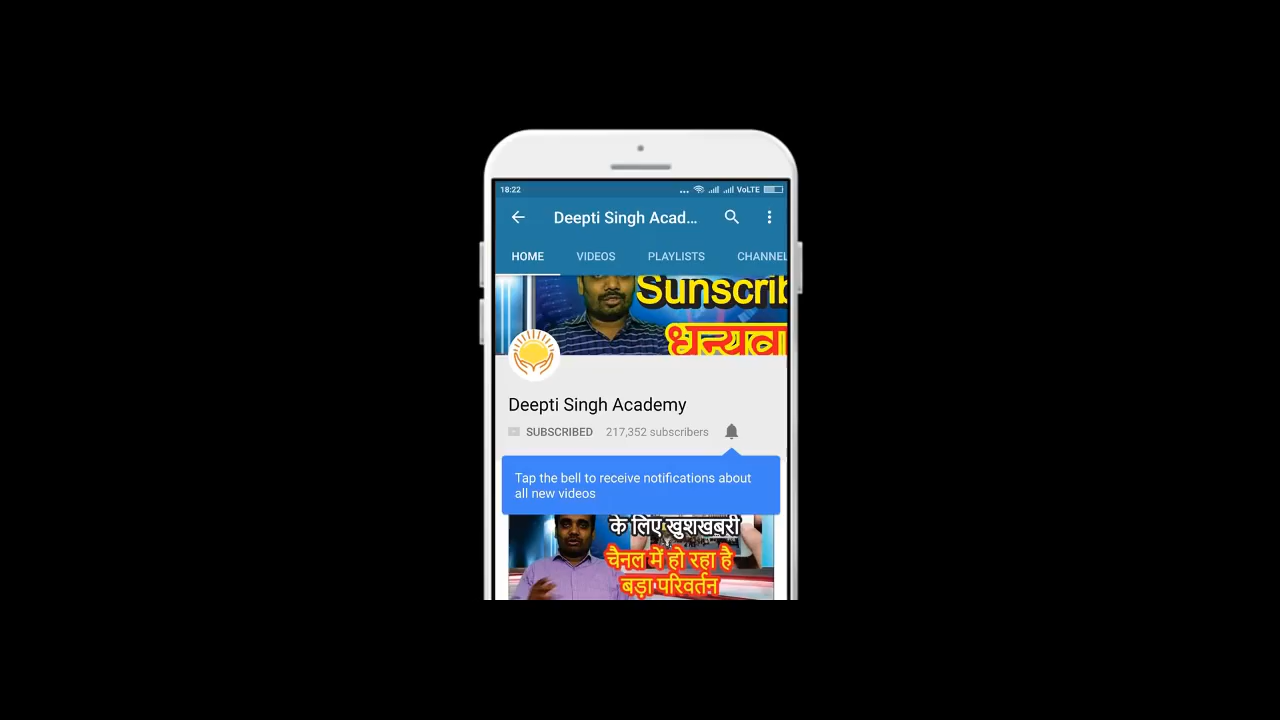 18:22 VoLTE
Deepti Singh Acad...
HOME VIDEOS PLAYLISTS CHANNEL
Sunscrib
धन्यवा
Deepti Singh Academy
SUBSCRIBED 217,352 subscribers
Tap the bell to receive notifications about
all new videos
के लिए खुशखबरी
चैनल में हो रहा है
बड़ा परिवर्तन